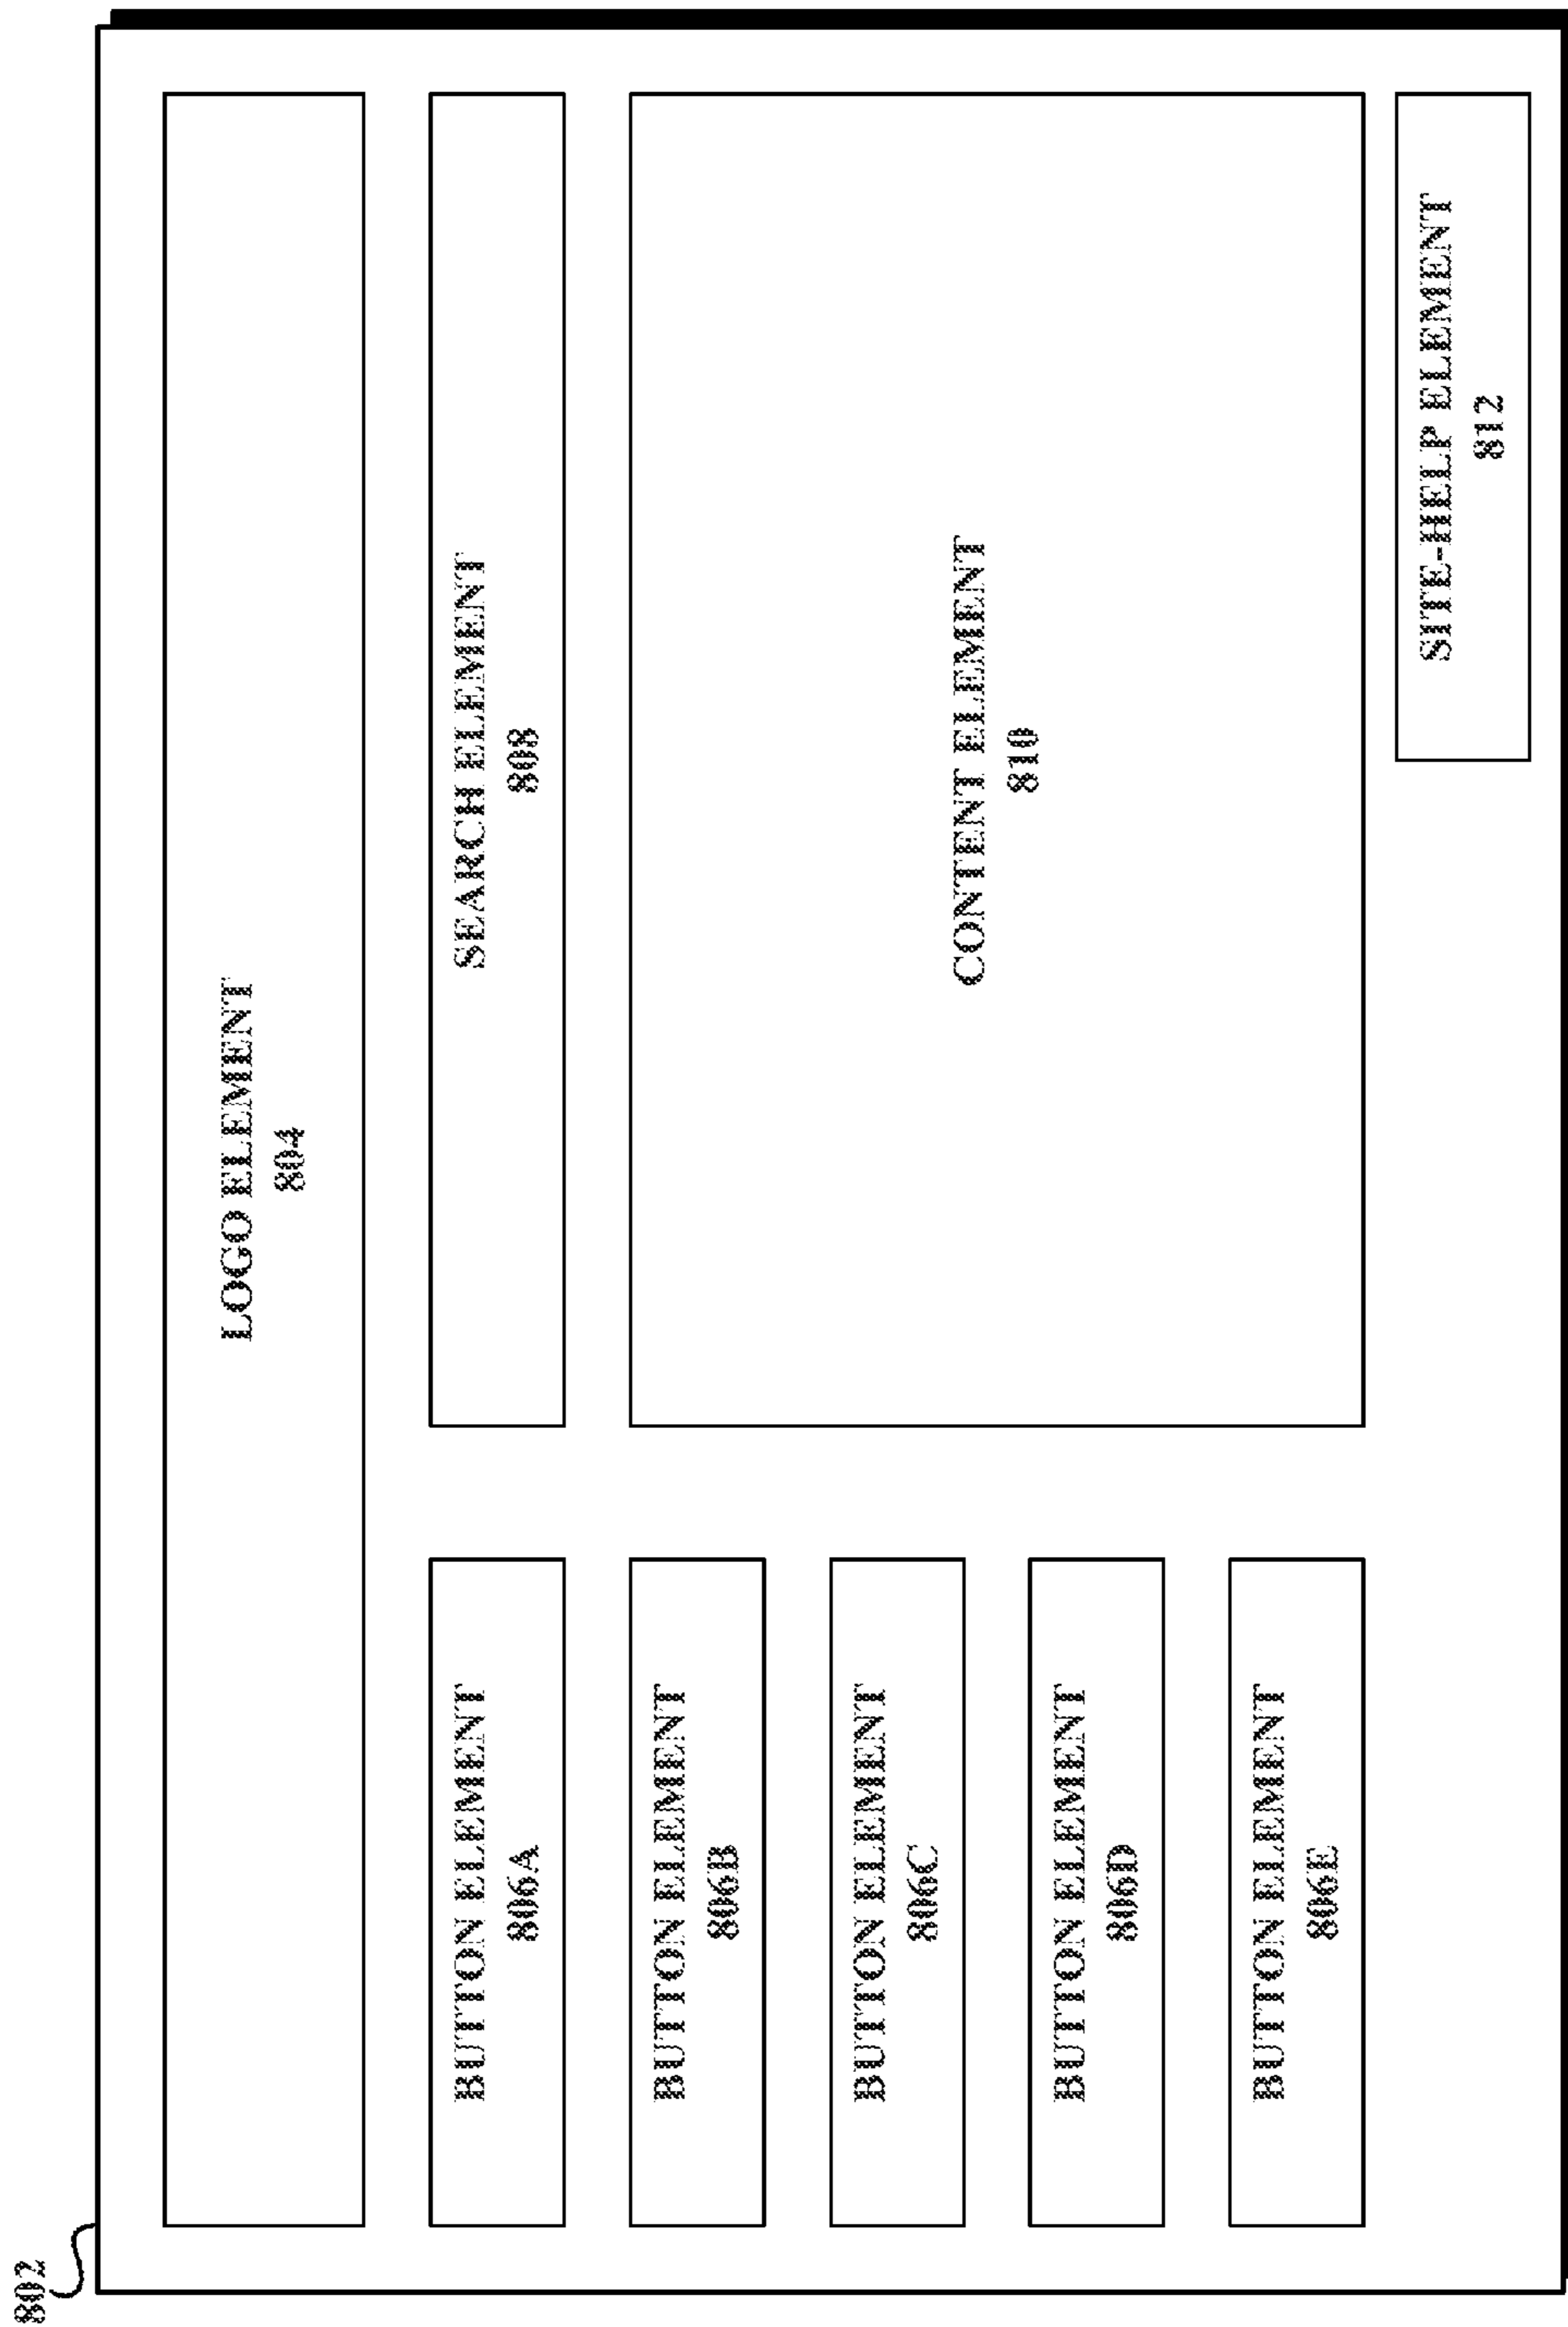 802
LOGO ELEMENT
804
BUTTON ELEMENT
806A
SEARCH ELEMENT
808
BUTTON ELEMENT
806B
BUTTON ELEMENT
806C
BUTTON ELEMENT
806D
BUTTON ELEMENT
806E
CONTENT ELEMENT
810
SITE-HELP ELEMENT
812